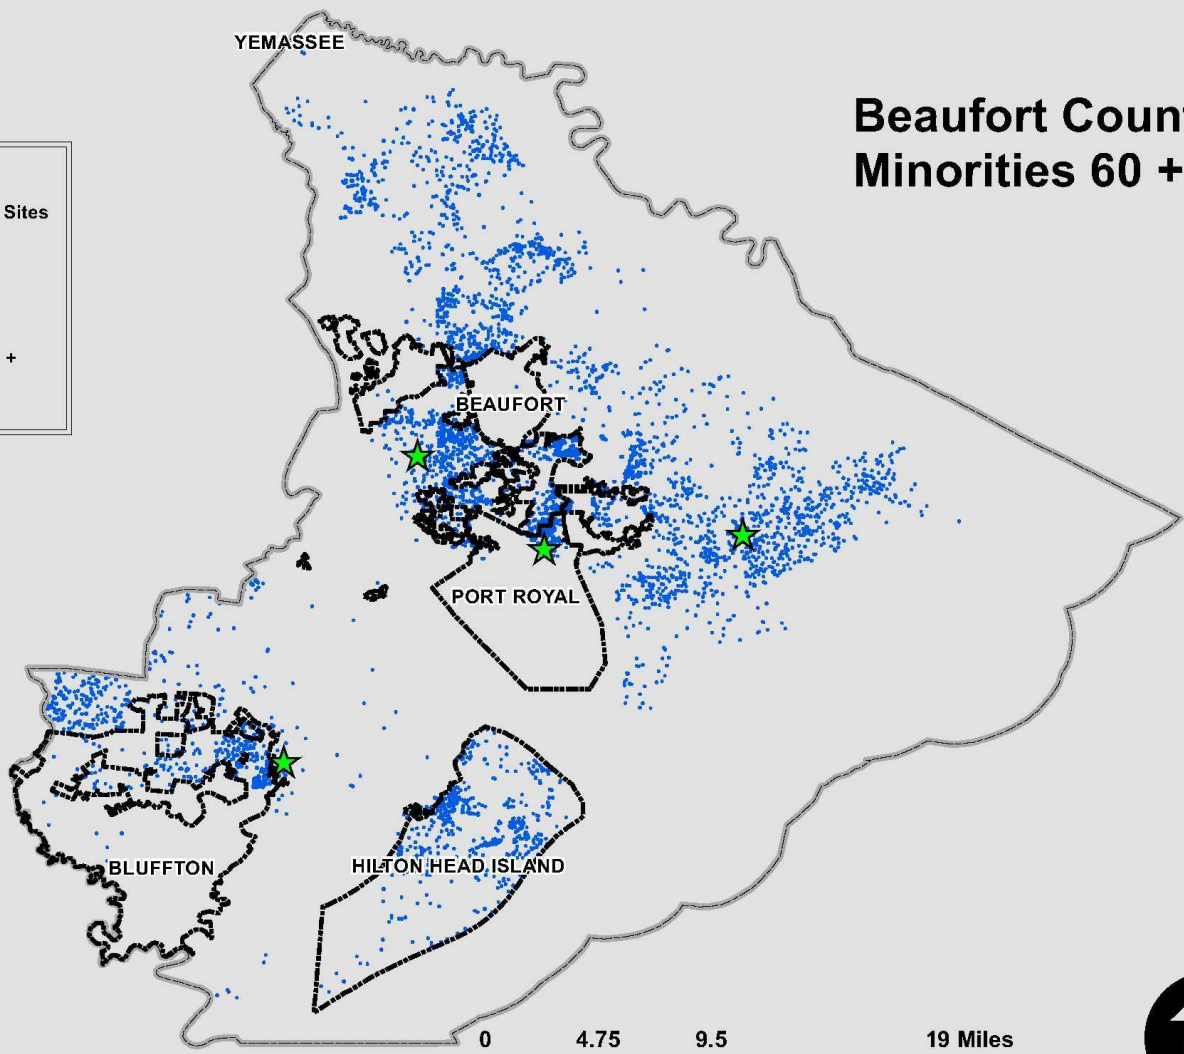 YEMASSEE
Beaufort Coun
Minorities 60 +
Sites
+
BEAUFORT
PORT ROYAL
BLUFFTON
HILTON HEAD ISLAND
0 4.75 9.5 19 Miles